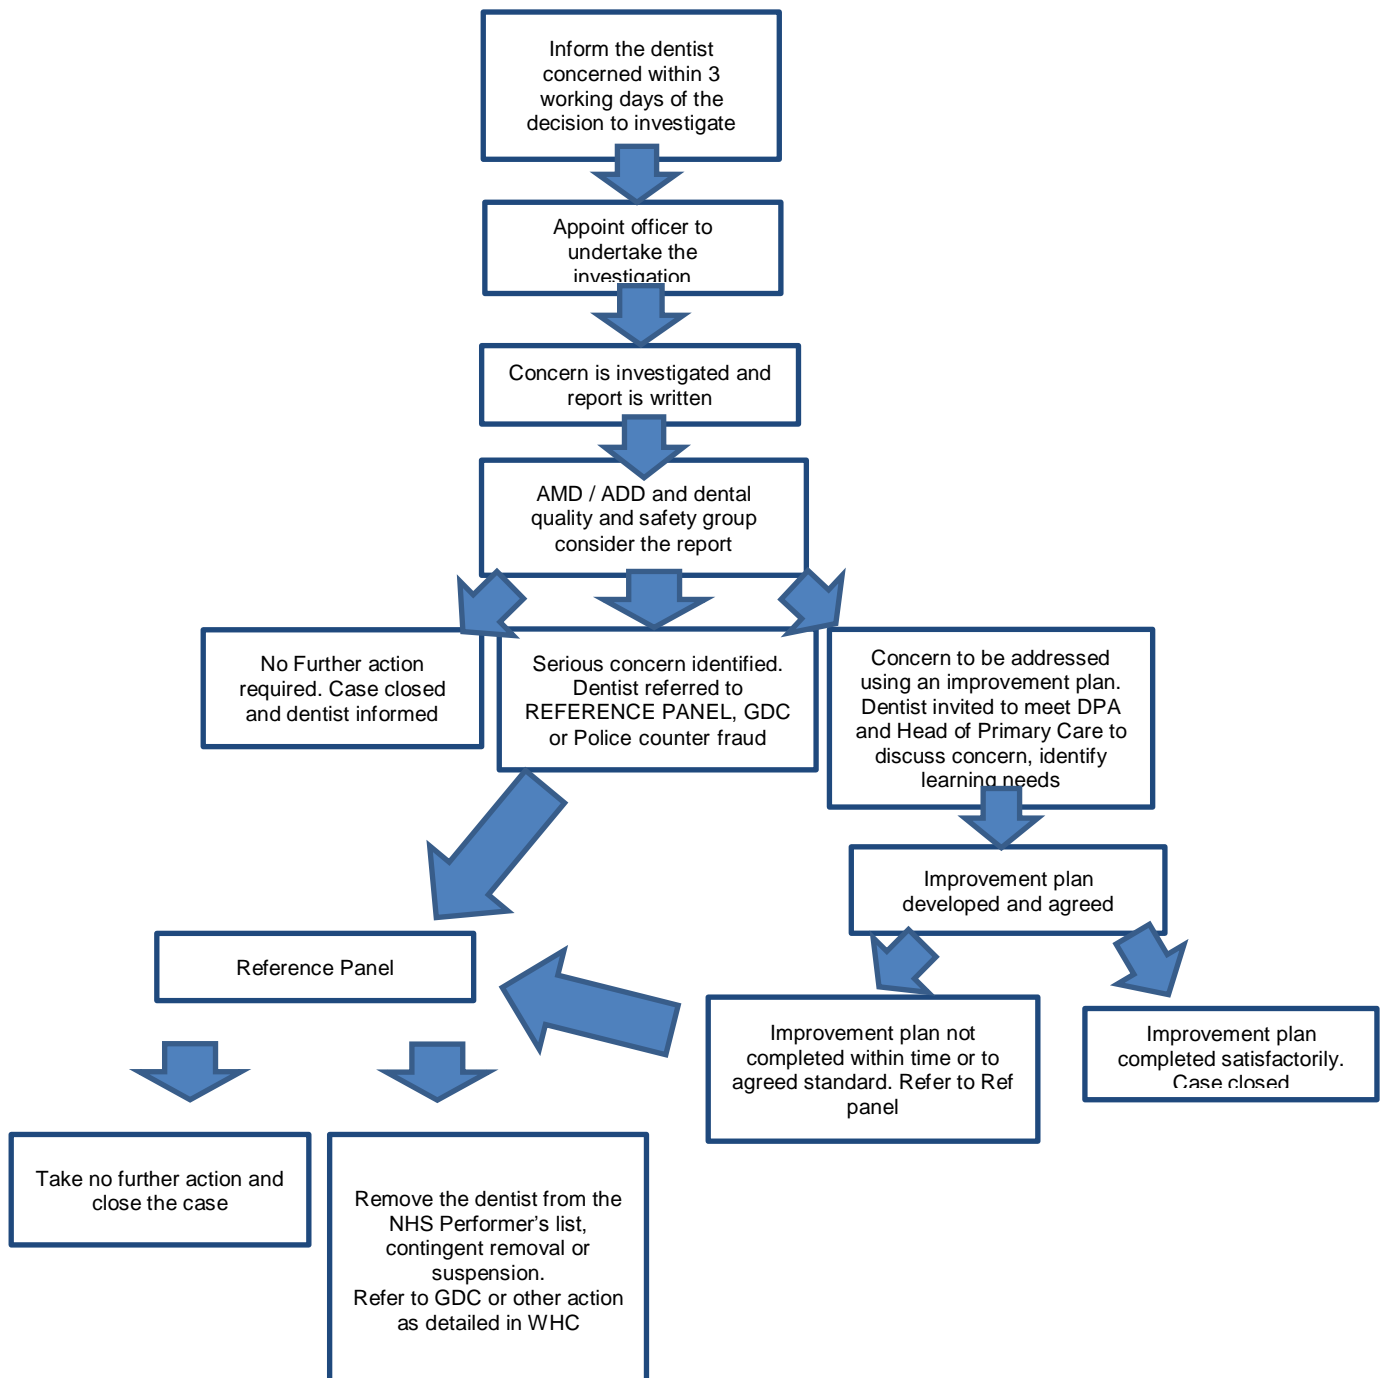 Inform the dentist
concerned within 3
working days of the
decision to investigate
Appoint officer to
undertake the
investigation
Concern is investigated and
report is written
AMD / ADD and dental
quality and safety group
consider the report
No Further action
required. Case closed
and dentist informed
Serious concern identified.
Dentist referred to
REFERENCE PANEL, GDC
or Police counter fraud
Concern to be addressed
using an improvement plan.
Dentist invited to meet DPA
and Head of Primary Care to
discuss concern, identify
learning needs
Improvement plan
developed and agreed
Reference Panel
Improvement plan not
completed within time or to
agreed standard. Refer to Ref
panel
Improvement plan
completed satisfactorily.
Case closed
Take no further action and
close the case
Remove the dentist from the
NHS Performer’s list,
contingent removal or
suspension.
Refer to GDC or other action
as detailed in WHC